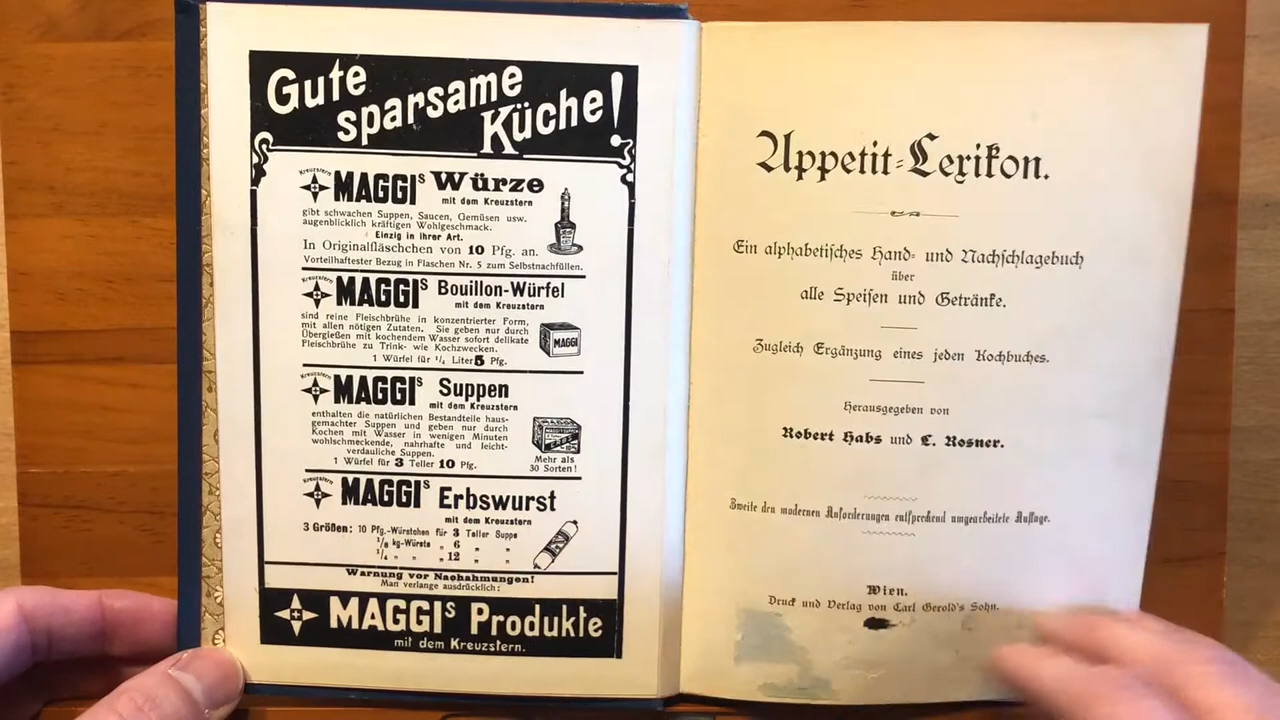 Gute
sparsame
Küche!
Kreuzstern
MAGGIs Würze
mit dem Kreuzstern
gibt schwachen Suppen, Saucen, Gemüsen usw.
augenblicklich kräftigen Wohlgeschmack.
Einzig in ihrer Art.
In Originalfläschchen von 10 Pfg. an.
Vorteilhaftester Bezug in Flaschen Nr. 5 zum Selbstnachfüllen.
Kreuzstern
MAGGIs Bouillon-Würfel
mit dem Kreuzstern
sind reine Fleischbrühe in konzentrierter Form,
mit allen nötigen Zutaten. Sie geben nur durch
Übergießen mit kochendem Wasser sofort delikate
Fleischbrühe zu Trink- wie Kochzwecken.
MAGGI
1 Würfel für 1/4 Liter 5 Pfg.
Kreuzstern
MAGGIs Suppen
mit dem Kreuzstern
enthalten die natürlichen Bestandteile haus-
gemachter Suppen und geben nur durch
Kochen mit Wasser in wenigen Minuten
wohlschmeckende, nahrhafte und leicht-
verdauliche Suppen.
1 Würfel für 3 Teller 10 Pfg.
Mehr als
30 Sorten!
Kreuzstern
MAGGIs Erbswurst
mit dem Kreuzstern
3 Größen: 10 Pfg.-Würstchen für 3 Teller Suppe
1/8 kg-Würste „ 6 „ „
1/4 „ „ „ 12 „ „
Warnung vor Nachahmungen!
Man verlange ausdrücklich:
MAGGIs Produkte
mit dem Kreuzstern.
Appetit-Lexikon.
Ein alphabetisches Hand- und Nachschlagebuch
über
alle Speisen und Getränke.
Zugleich Ergänzung eines jeden Kochbuches.
Herausgegeben von
Robert Habs und L. Rosner.
Zweite den modernen Anforderungen entsprechend umgearbeitete Auflage.
Wien.
Druck und Verlag von Carl Gerold's Sohn.